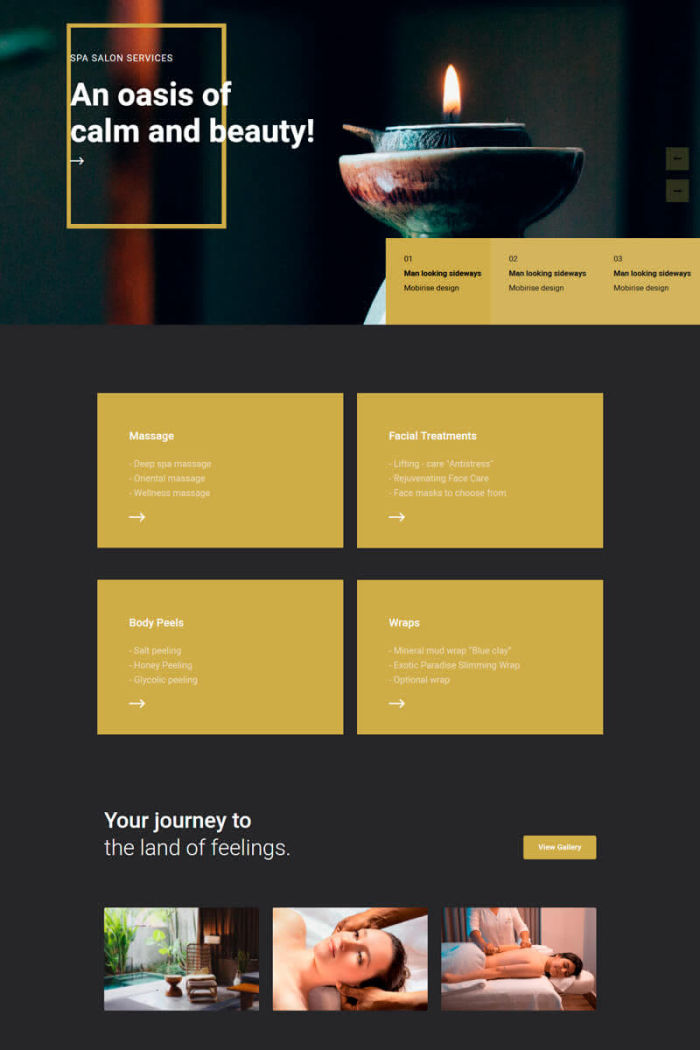 SPA SALON SERVICES
An oasis of
calm and beauty!
01
Man looking sideways
Mobirise design
02
Man looking sideways
Mobirise design
03
Man looking sideways
Mobirise design
Massage
- Deep spa massage
- Oriental massage
- Wellness massage
Facial Treatments
- Lifting - care "Antistress"
- Rejuvenating Face Care
- Face masks to choose from
Body Peels
- Salt peeling
- Honey Peeling
- Glycolic peeling
Wraps
- Mineral mud wrap "Blue clay"
- Exotic Paradise Slimming Wrap
- Optional wrap
Your journey to
the land of feelings.
View Gallery